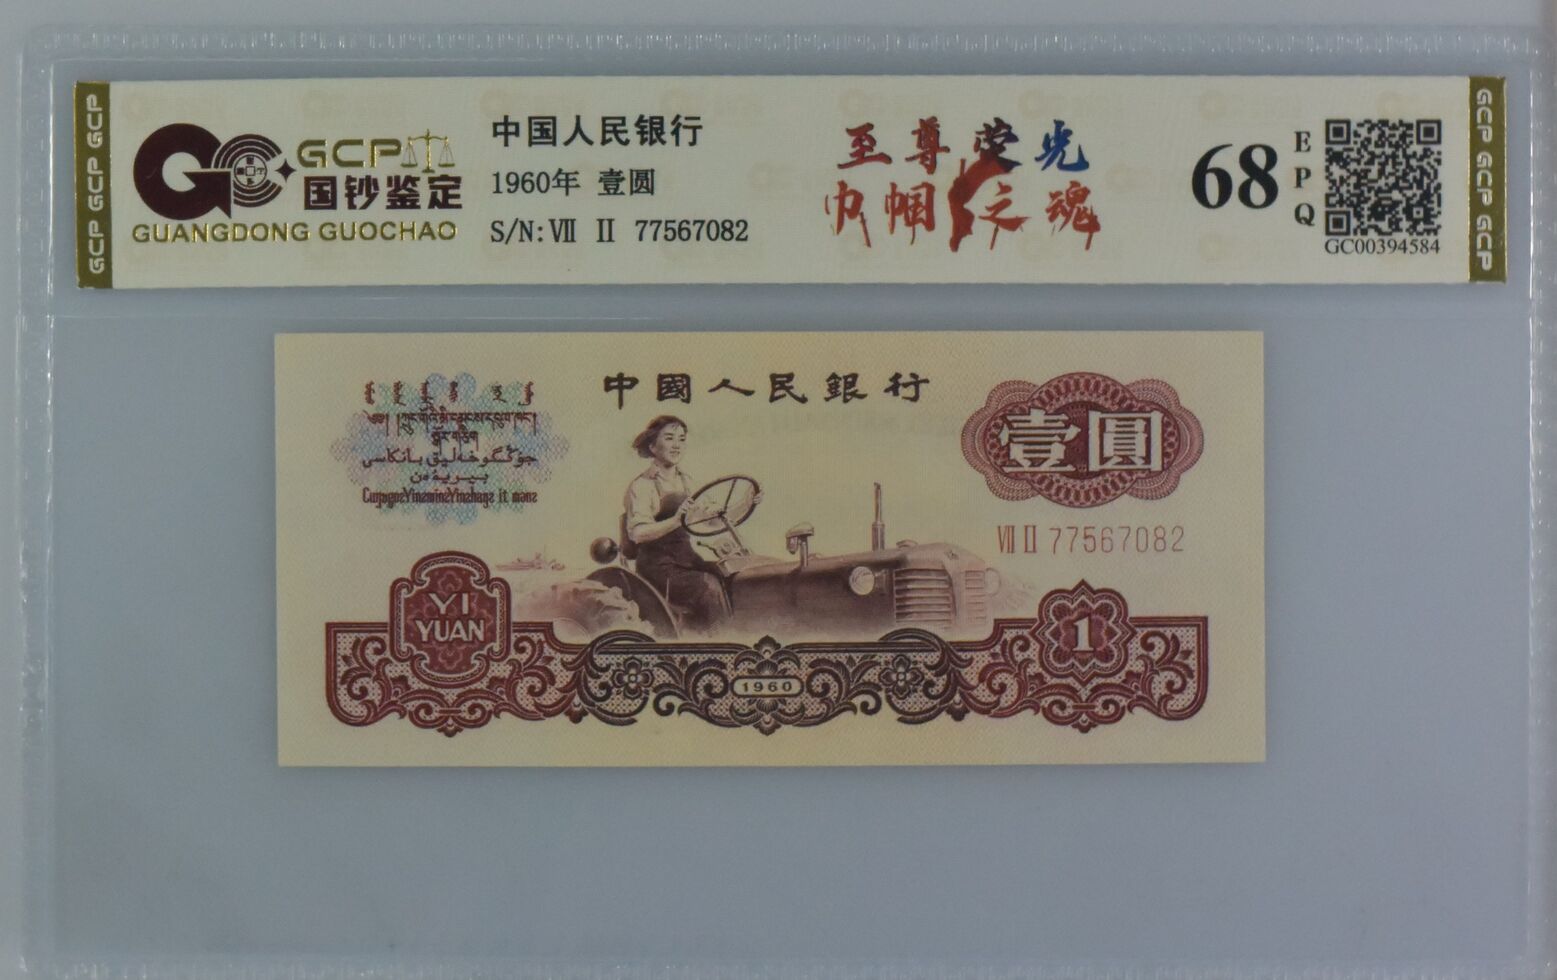 GCP GCP GCP
GCP
国钞鉴定
GUANGDONG GUOCHAO
中国人民银行
1960年 壹圆
S/N: Ⅶ Ⅱ 77567082
至尊荣光
巾帼之魂
68
EPQ
GC00394584
GCP GCP GCP
中國人民銀行
壹圓
Ⅶ Ⅱ 77567082
YI
YUAN
1960
1